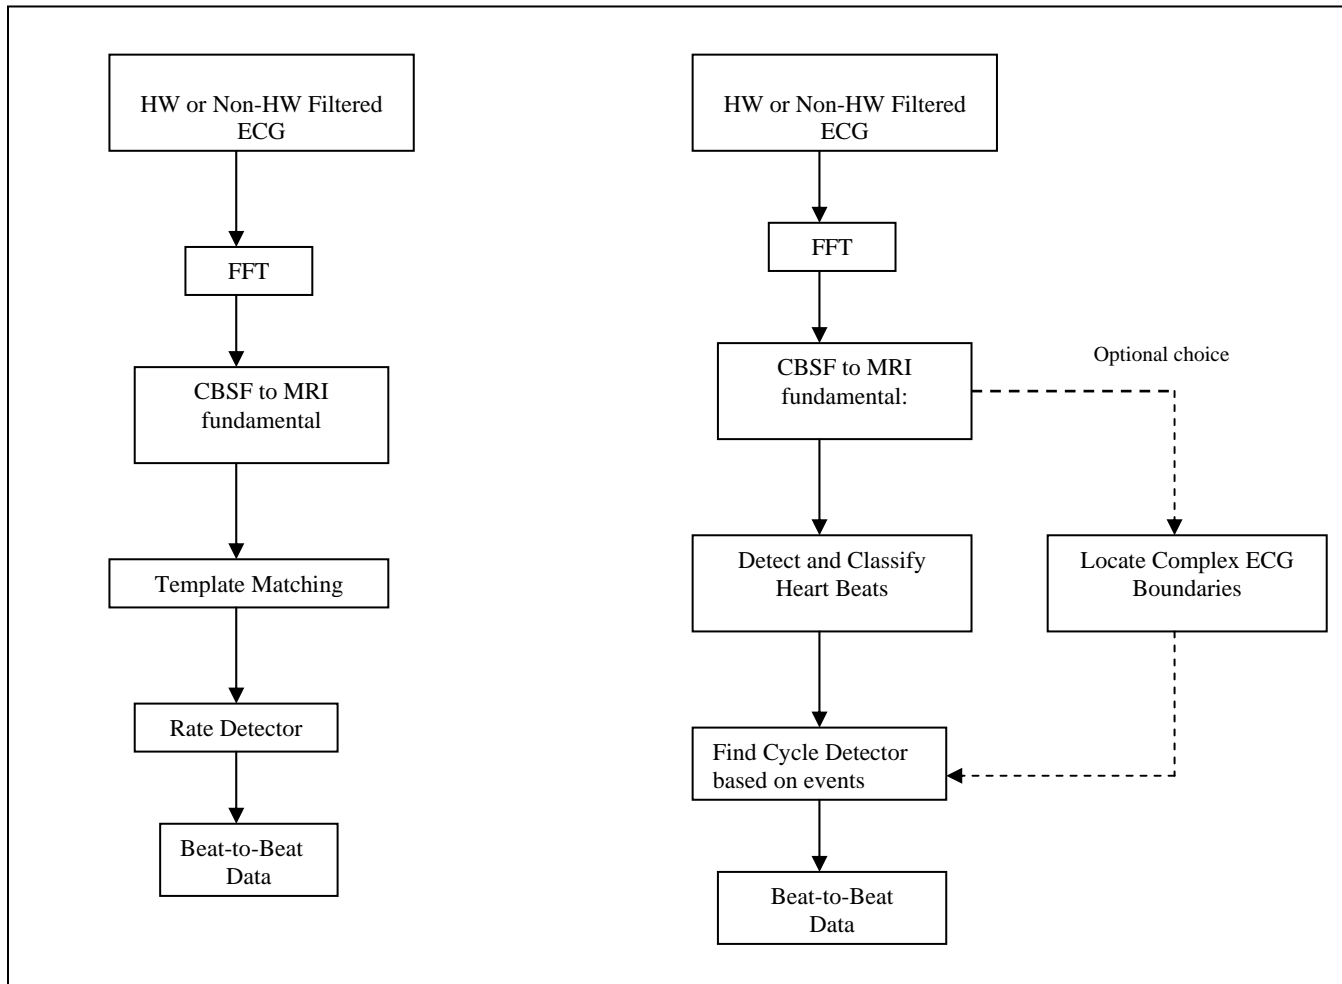 HW or Non-HW Filtered
ECG
FFT
CBSF to MRI
fundamental
Template Matching
Rate Detector
Beat-to-Beat
Data
HW or Non-HW Filtered
ECG
FFT
CBSF to MRI
fundamental:
Optional choice
Detect and Classify
Heart Beats
Locate Complex ECG
Boundaries
Find Cycle Detector
based on events
Beat-to-Beat
Data